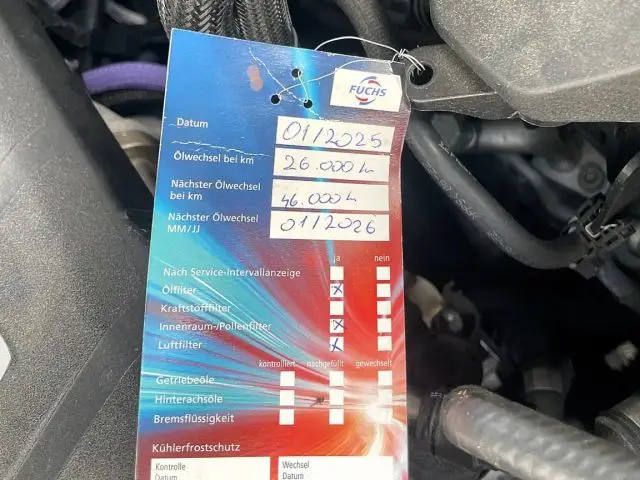 FUCHS
Datum 01/2025
Ölwechsel bei km 26.000
Nächster Ölwechsel
bei km 46.000
Nächster Ölwechsel
MM/JJ 01/2026
ja nein
Nach Service-Intervallanzeige
Ölfilter x
Kraftstofffilter
Innenraum-/Pollenfilter x
Luftfilter x
kontrolliert nachgefüllt gewechselt
Getriebeöle
Hinterachsöle
Bremsflüssigkeit
Kühlerfrostschutz
Kontrolle Wechsel
Datum Datum